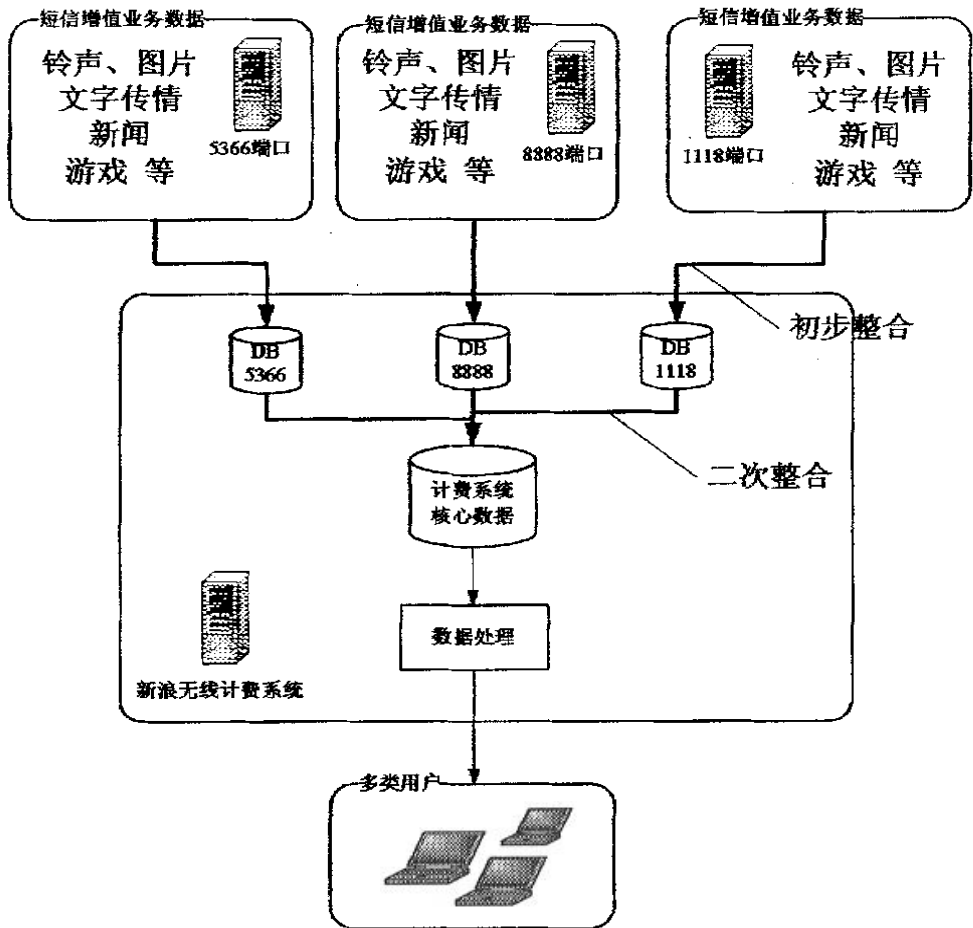 短信增值业务数据
铃声、图片
文字传情
新闻
游戏 等
5366端口
短信增值业务数据
铃声、图片
文字传情
新闻
游戏 等
8888端口
短信增值业务数据
铃声、图片
文字传情
新闻
游戏 等
1118端口
初步整合
DB
5366
DB
8888
DB
1118
二次整合
计费系统
核心数据
数据处理
新浪无线计费系统
多类用户